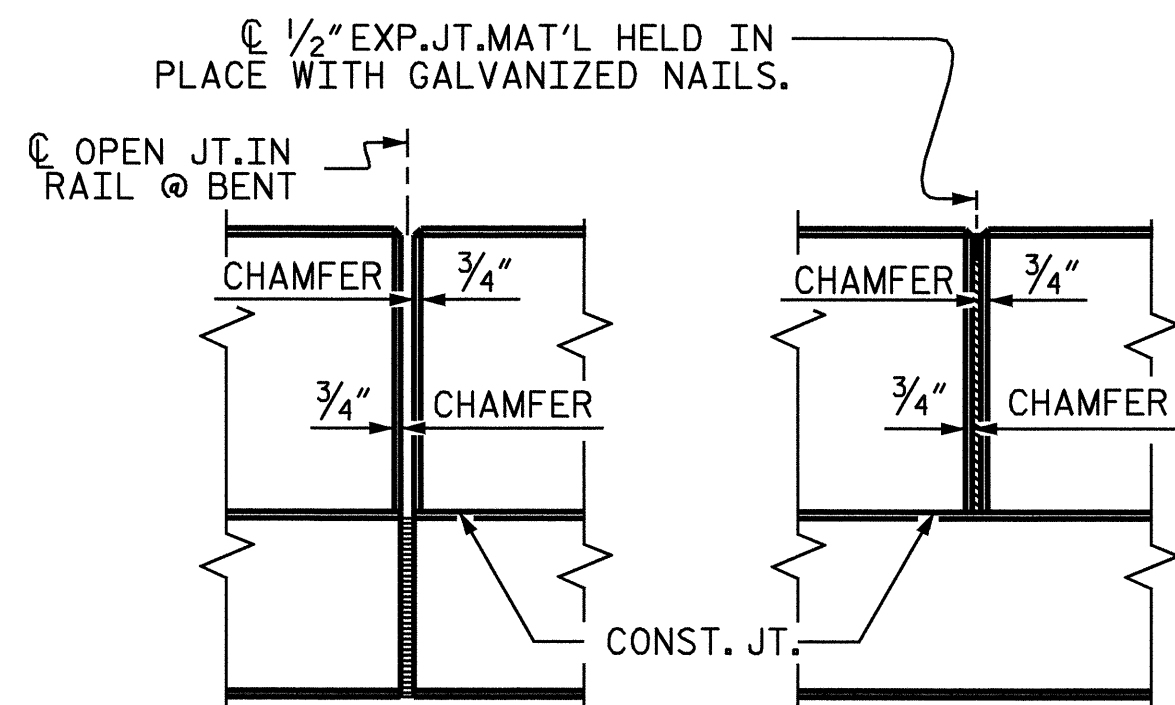 ℄ 1/2" EXP.JT.MAT'L HELD IN
PLACE WITH GALVANIZED NAILS.
℄ OPEN JT.IN
RAIL @ BENT
CHAMFER 3/4"
3/4" CHAMFER
CHAMFER 3/4"
3/4" CHAMFER
CONST. JT.